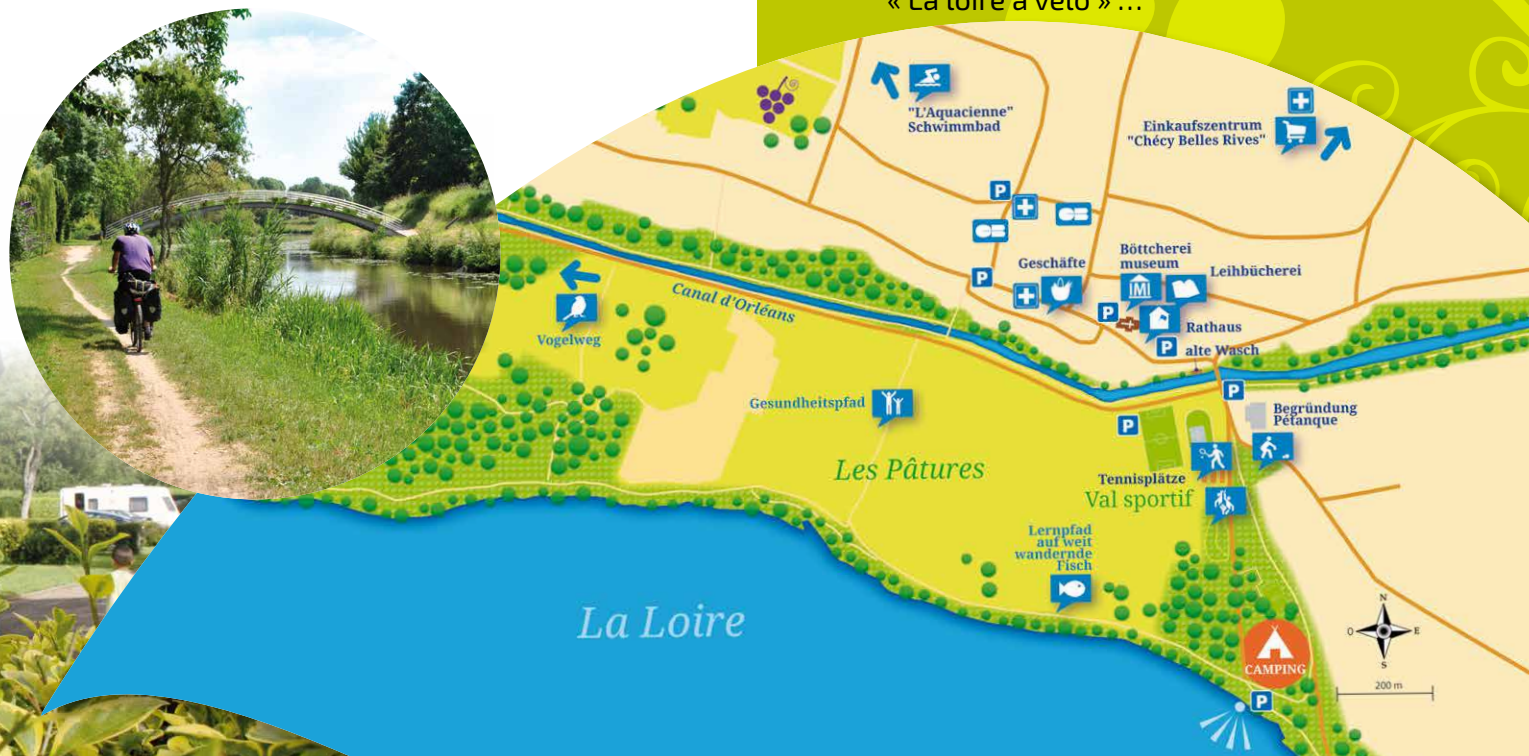 « La loire à vélo » ...
"L'Aquacienne"
Schwimmbad
Einkaufszentrum
"Chécy Belles Rives"
P
Geschäfte
Böttcherei
museum
Leihbücherei
P
M
P
Rathaus
P
alte Wasch
Canal d'Orléans
Vogelweg
Gesundheitspfad
P
P
Begründung
Pétanque
Les Pâtures
Tennisplätze
Val sportif
Lernpfad
auf weit
wandernde
Fisch
La Loire
N
O
E
S
CAMPING
200 m
P